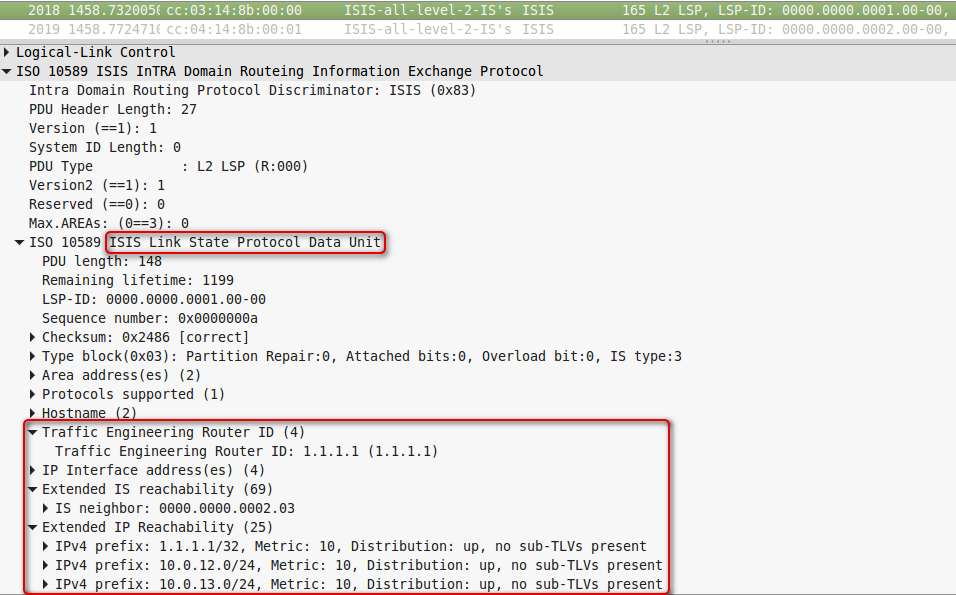 2018 1458.7320050 cc:03:14:8b:00:00 ISIS-all-level-2-IS's ISIS 165 L2 LSP, LSP-ID: 0000.0000.0001.00-00,
2019 1458.7724710 cc:04:14:8b:00:01 ISIS-all-level-2-IS's ISIS 165 L2 LSP, LSP-ID: 0000.0000.0002.00-00,
Logical-Link Control
ISO 10589 ISIS InTRA Domain Routeing Information Exchange Protocol
Intra Domain Routing Protocol Discriminator: ISIS (0x83)
PDU Header Length: 27
Version (==1): 1
System ID Length: 0
PDU Type : L2 LSP (R:000)
Version2 (==1): 1
Reserved (==0): 0
Max.AREAs: (0==3): 0
ISO 10589 ISIS Link State Protocol Data Unit
PDU length: 148
Remaining lifetime: 1199
LSP-ID: 0000.0000.0001.00-00
Sequence number: 0x0000000a
Checksum: 0x2486 [correct]
Type block(0x03): Partition Repair:0, Attached bits:0, Overload bit:0, IS type:3
Area address(es) (2)
Protocols supported (1)
Hostname (2)
Traffic Engineering Router ID (4)
Traffic Engineering Router ID: 1.1.1.1 (1.1.1.1)
IP Interface address(es) (4)
Extended IS reachability (69)
IS neighbor: 0000.0000.0002.03
Extended IP Reachability (25)
IPv4 prefix: 1.1.1.1/32, Metric: 10, Distribution: up, no sub-TLVs present
IPv4 prefix: 10.0.12.0/24, Metric: 10, Distribution: up, no sub-TLVs present
IPv4 prefix: 10.0.13.0/24, Metric: 10, Distribution: up, no sub-TLVs present